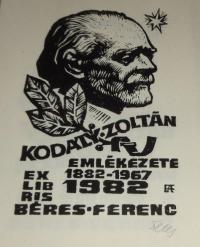 KODÁLY·ZOLTÁN
EMLÉKEZETE
EX 1882-1967
LIB 1982
RIS
BÉRES·FERENC